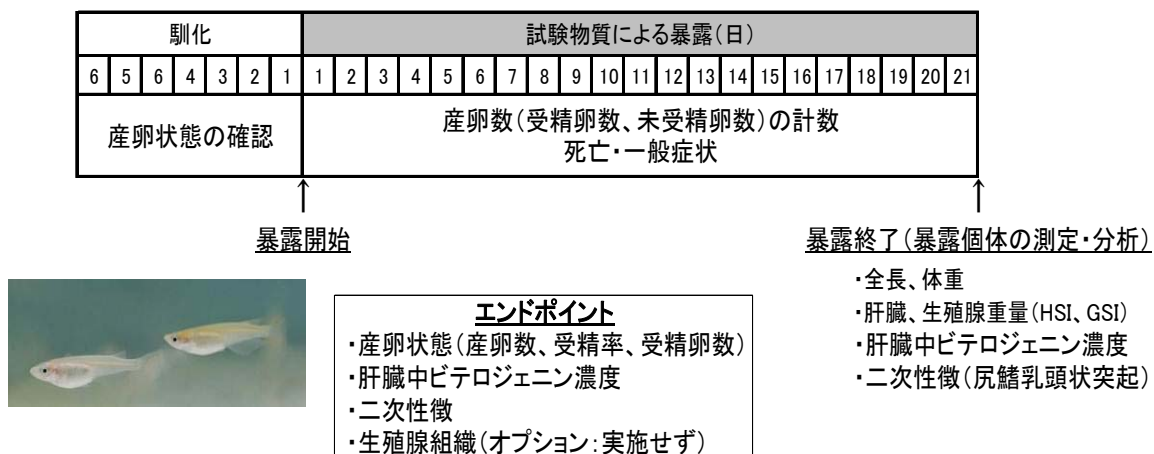 馴化 試験物質による暴露(日)
6 5 6 4 3 2 1 1 2 3 4 5 6 7 8 9 10 11 12 13 14 15 16 17 18 19 20 21
産卵状態の確認
産卵数(受精卵数、未受精卵数)の計数
死亡・一般症状
暴露開始
暴露終了(暴露個体の測定・分析)
・全長、体重
・肝臓、生殖腺重量(HSI、GSI)
・肝臓中ビテロジェニン濃度
・二次性徴(尻鰭乳頭状突起)
エンドポイント
・産卵状態(産卵数、受精率、受精卵数)
・肝臓中ビテロジェニン濃度
・二次性徴
・生殖腺組織(オプション:実施せず)